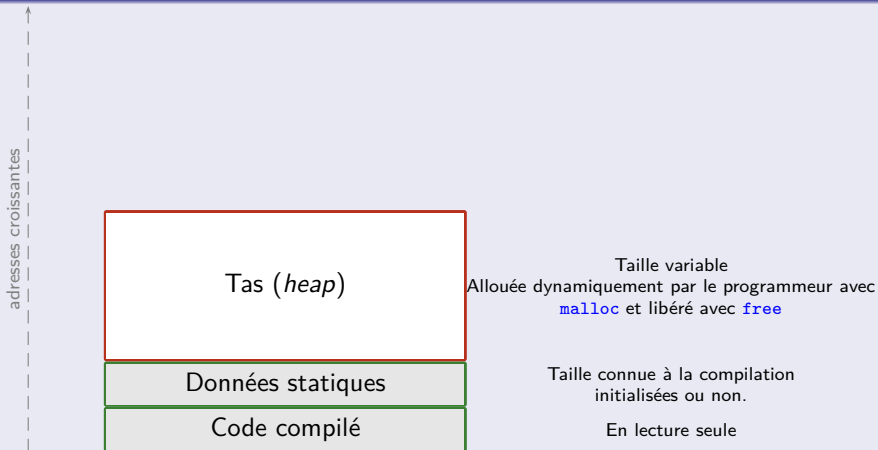 adresses croissantes
Tas (heap)
Taille variable
Allouée dynamiquement par le programmeur avec
malloc et libéré avec free
Données statiques
Taille connue à la compilation
initialisées ou non.
Code compilé
En lecture seule